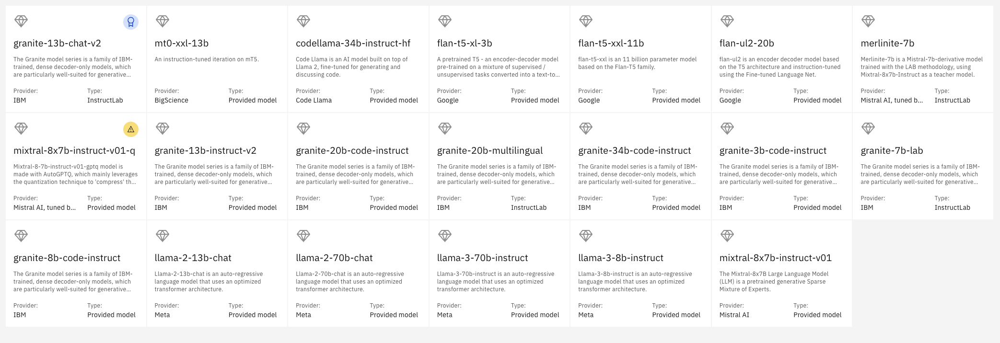 granite-13b-chat-v2
The Granite model series is a family of IBM-
trained, dense decoder-only models, which
are particularly well-suited for generative...
Provider:
IBM
Type:
InstructLab
mt0-xxl-13b
An instruction-tuned iteration on mT5.
Provider:
BigScience
Type:
Provided model
codellama-34b-instruct-hf
Code Llama is an AI model built on top of
Llama 2, fine-tuned for generating and
discussing code.
Provider:
Code Llama
Type:
Provided model
flan-t5-xl-3b
A pretrained T5 - an encoder-decoder model
pre-trained on a mixture of supervised /
unsupervised tasks converted into a text-to...
Provider:
Google
Type:
Provided model
flan-t5-xxl-11b
flan-t5-xxl is an 11 billion parameter model
based on the Flan-T5 family.
Provider:
Google
Type:
Provided model
flan-ul2-20b
flan-ul2 is an encoder decoder model based
on the T5 architecture and instruction-tuned
using the Fine-tuned Language Net.
Provider:
Google
Type:
Provided model
merlinite-7b
Merlinite-7b is a Mistral-7b-derivative model
trained with the LAB methodology, using
Mixtral-8x7b-Instruct as a teacher model.
Provider:
Mistral AI, tuned b...
Type:
InstructLab
mixtral-8x7b-instruct-v01-q
Mixtral-8-7b-instruct-v01-gptq model is
made with AutoGPTQ, which mainly leverages
the quantization technique to 'compress' th...
Provider:
Mistral AI, tuned b...
Type:
Provided model
granite-13b-instruct-v2
The Granite model series is a family of IBM-
trained, dense decoder-only models, which
are particularly well-suited for generative...
Provider:
IBM
Type:
Provided model
granite-20b-code-instruct
The Granite model series is a family of IBM-
trained, dense decoder-only models, which
are particularly well-suited for generative...
Provider:
IBM
Type:
Provided model
granite-20b-multilingual
The Granite model series is a family of IBM-
trained, dense decoder-only models, which
are particularly well-suited for generative...
Provider:
IBM
Type:
InstructLab
granite-34b-code-instruct
The Granite model series is a family of IBM-
trained, dense decoder-only models, which
are particularly well-suited for generative...
Provider:
IBM
Type:
Provided model
granite-3b-code-instruct
The Granite model series is a family of IBM-
trained, dense decoder-only models, which
are particularly well-suited for generative...
Provider:
IBM
Type:
Provided model
granite-7b-lab
The Granite model series is a family of IBM-
trained, dense decoder-only models, which
are particularly well-suited for generative...
Provider:
IBM
Type:
InstructLab
granite-8b-code-instruct
The Granite model series is a family of IBM-
trained, dense decoder-only models, which
are particularly well-suited for generative...
Provider:
IBM
Type:
Provided model
llama-2-13b-chat
Llama-2-13b-chat is an auto-regressive
language model that uses an optimized
transformer architecture.
Provider:
Meta
Type:
Provided model
llama-2-70b-chat
Llama-2-70b-chat is an auto-regressive
language model that uses an optimized
transformer architecture.
Provider:
Meta
Type:
Provided model
llama-3-70b-instruct
Llama-3-70b-instruct is an auto-regressive
language model that uses an optimized
transformer architecture.
Provider:
Meta
Type:
Provided model
llama-3-8b-instruct
Llama-3-8b-instruct is an auto-regressive
language model that uses an optimized
transformer architecture.
Provider:
Meta
Type:
Provided model
mixtral-8x7b-instruct-v01
The Mixtral-8x7B Large Language Model
(LLM) is a pretrained generative Sparse
Mixture of Experts.
Provider:
Mistral AI
Type:
Provided model